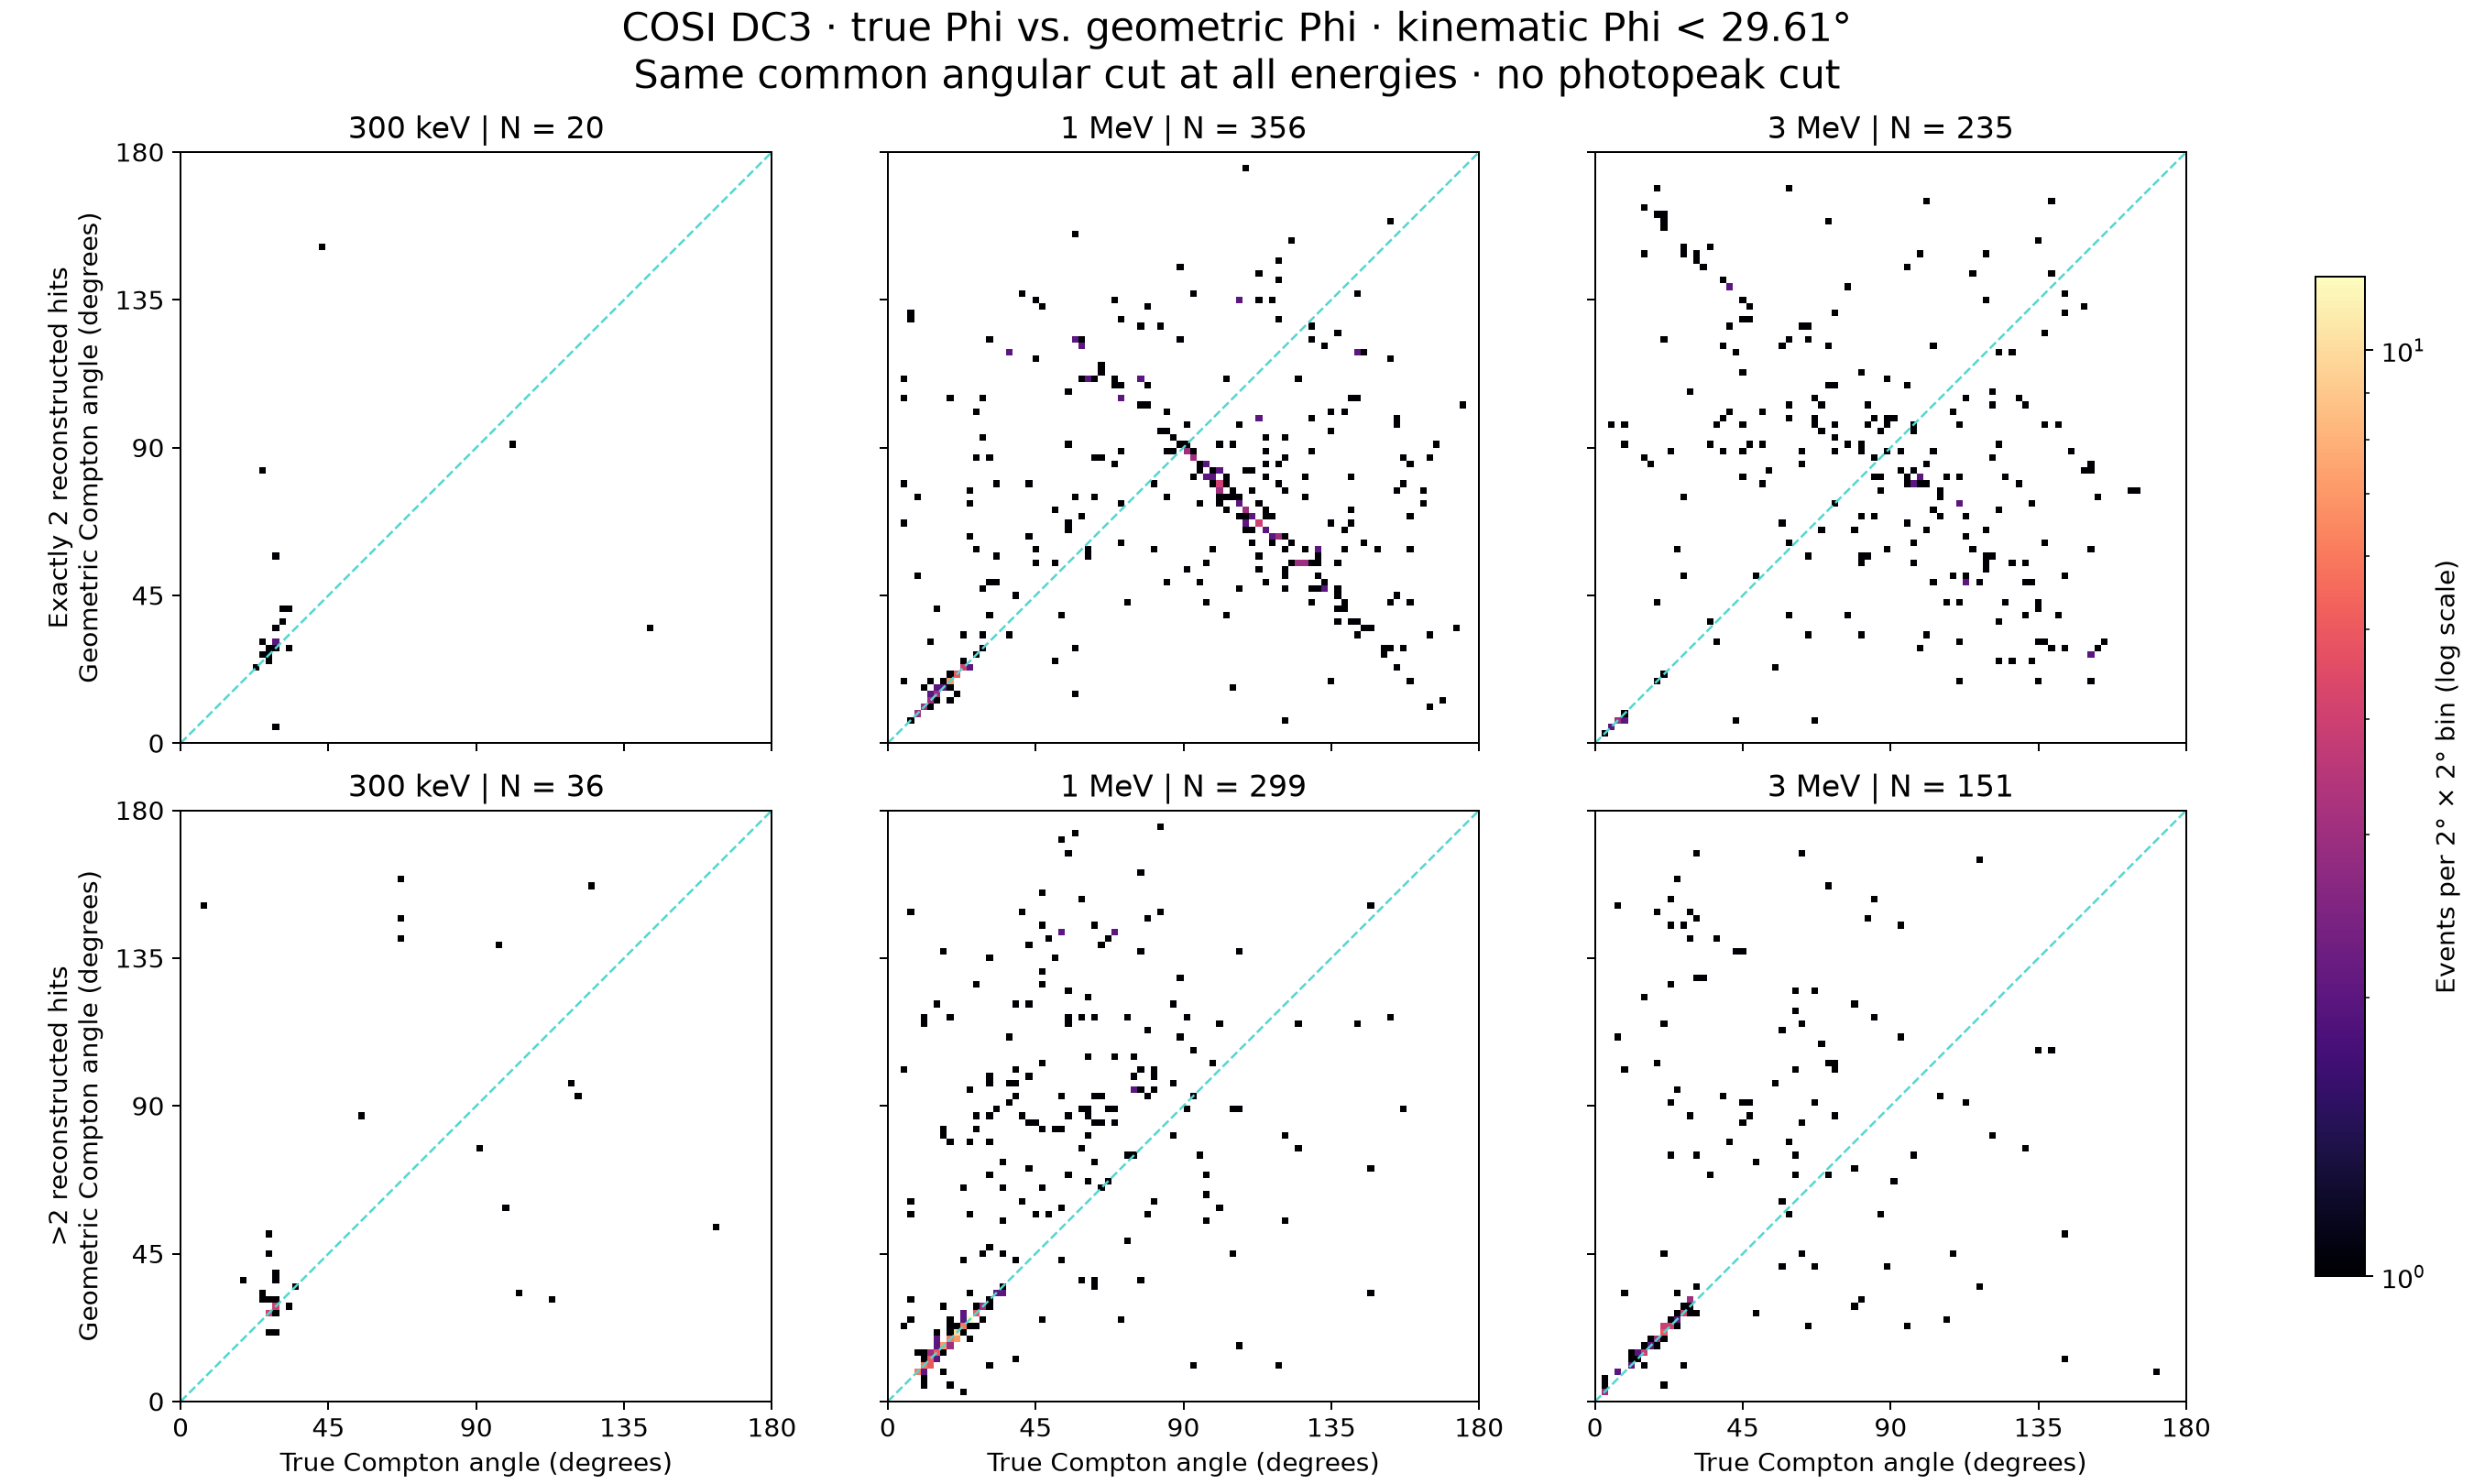 COSI DC3 · true Phi vs. geometric Phi · kinematic Phi < 29.61°
Same common angular cut at all energies · no photopeak cut
300 keV | N = 20
1 MeV | N = 356
3 MeV | N = 235
Exactly 2 reconstructed hits
Geometric Compton angle (degrees)
180
135
90
45
0
300 keV | N = 36
1 MeV | N = 299
3 MeV | N = 151
>2 reconstructed hits
Geometric Compton angle (degrees)
180
135
90
45
0
0 45 90 135 180
0 45 90 135 180
0 45 90 135 180
True Compton angle (degrees)
True Compton angle (degrees)
True Compton angle (degrees)
10¹
10⁰
Events per 2° × 2° bin (log scale)